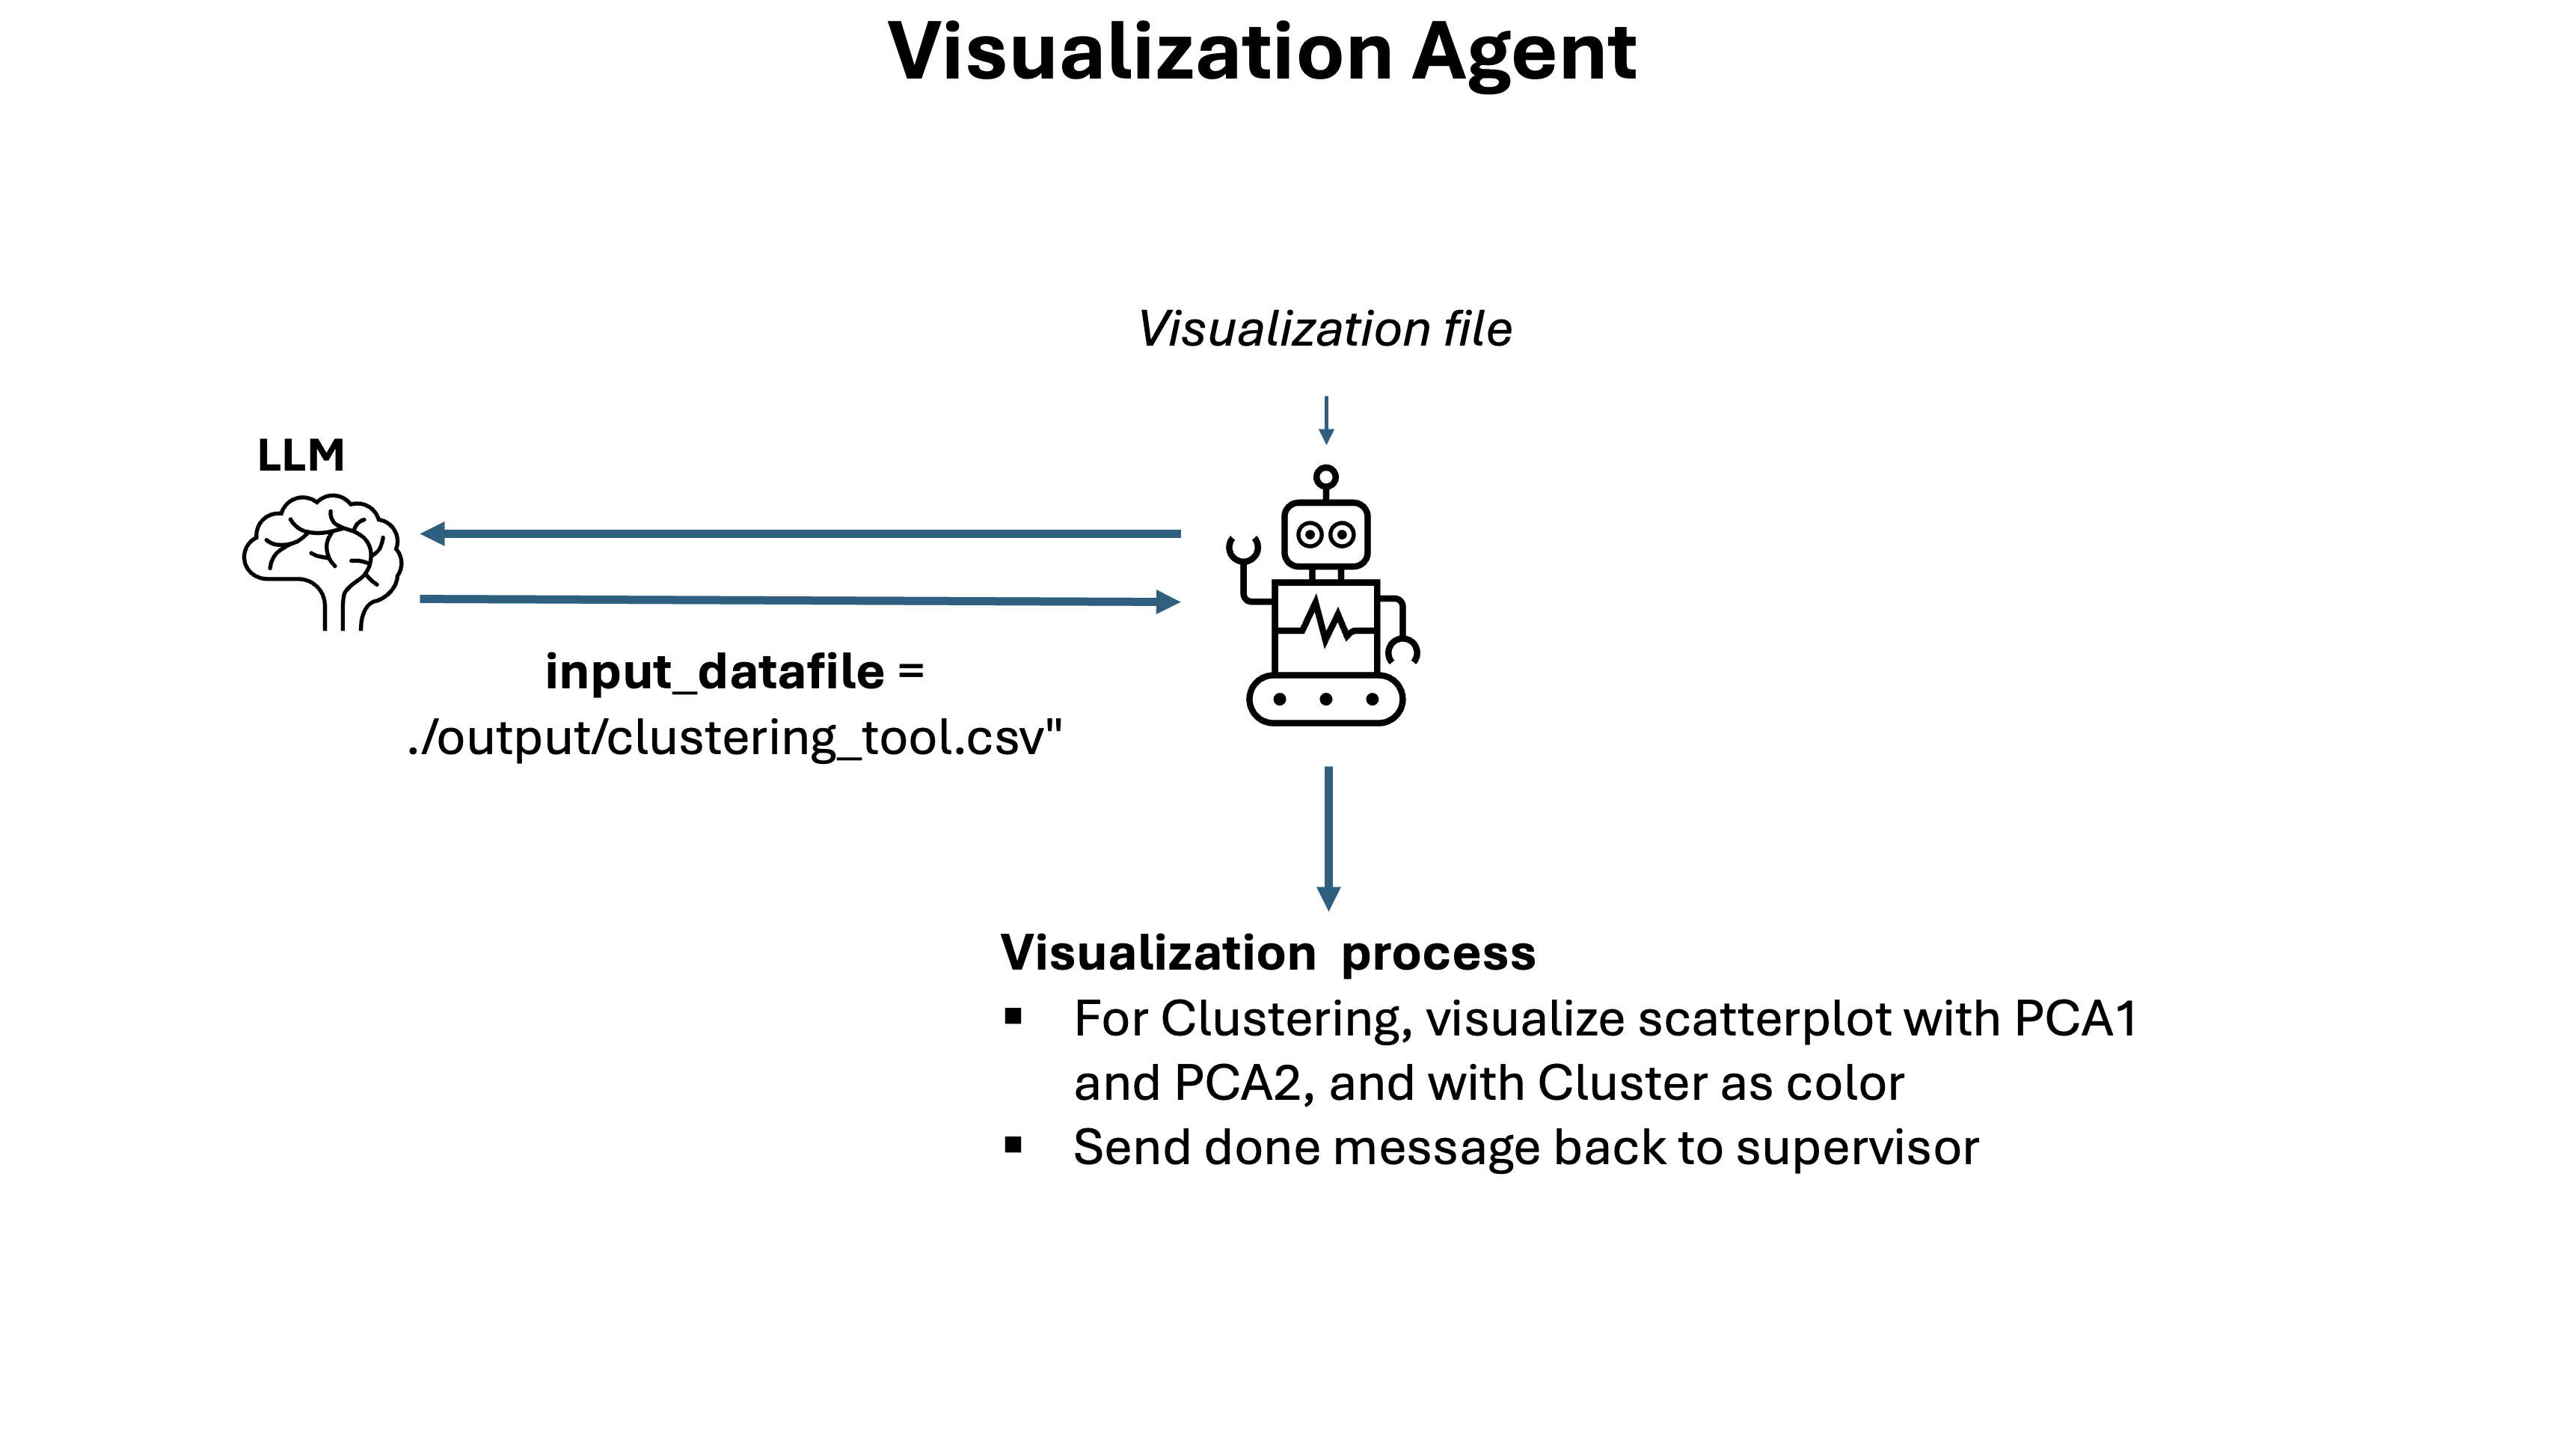 Visualization Agent
Visualization file
LLM
input_datafile =
./output/clustering_tool.csv"
Visualization  process
▪ For Clustering, visualize scatterplot with PCA1
and PCA2, and with Cluster as color
▪ Send done message back to supervisor